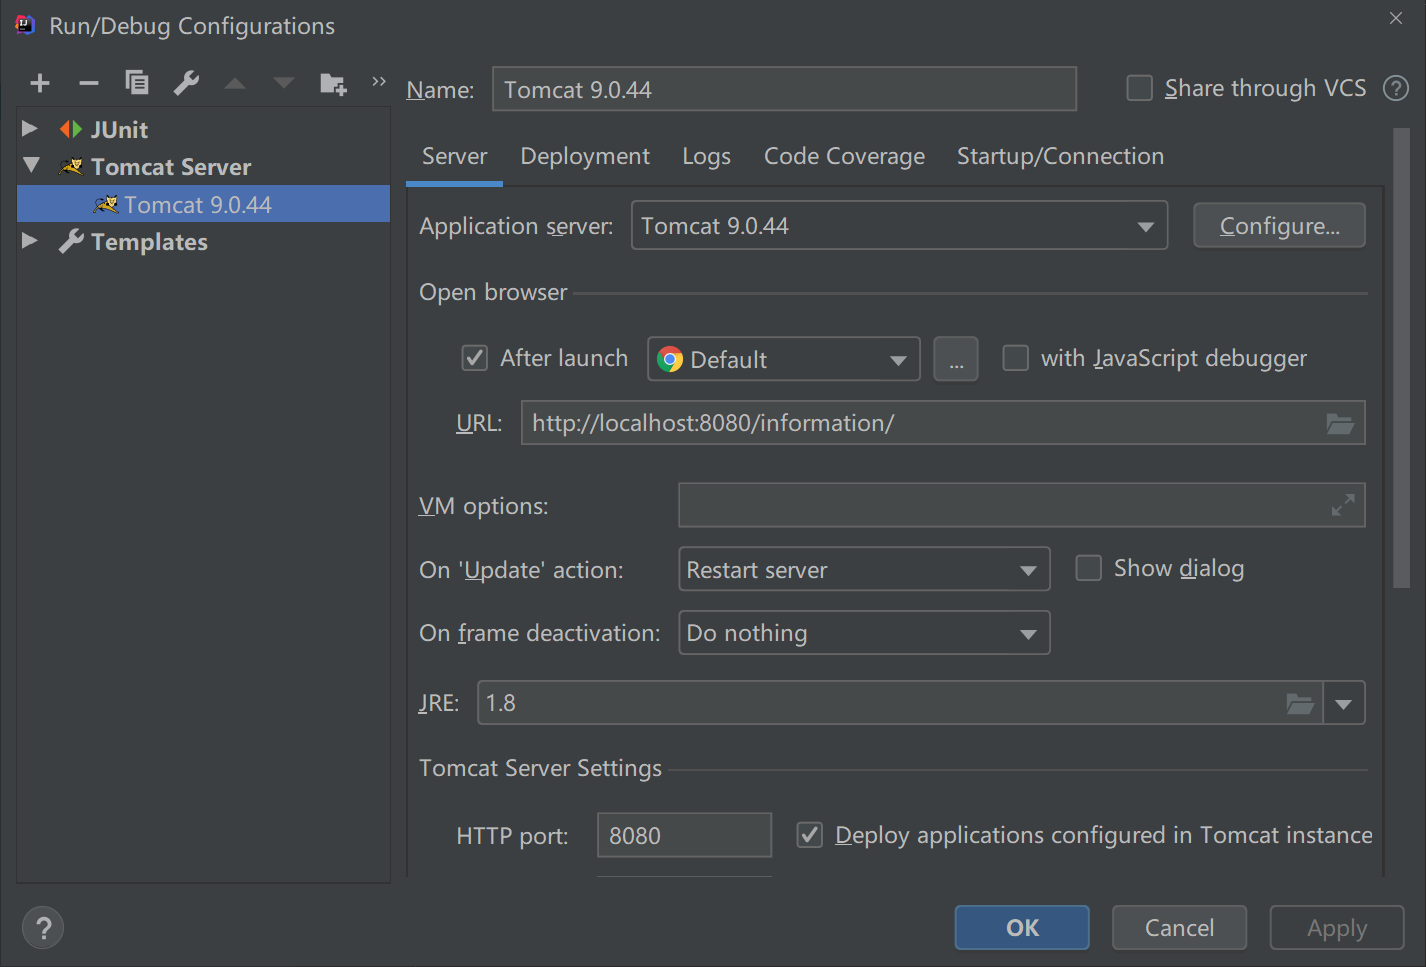 Run/Debug Configurations
Name: Tomcat 9.0.44 Share through VCS ?
JUnit
Tomcat Server
Tomcat 9.0.44
Templates
Server Deployment Logs Code Coverage Startup/Connection
Application server: Tomcat 9.0.44 Configure...
Open browser
After launch Default ... with JavaScript debugger
URL: http://localhost:8080/information/
VM options:
On 'Update' action: Restart server Show dialog
On frame deactivation: Do nothing
JRE: 1.8
Tomcat Server Settings
HTTP port: 8080 Deploy applications configured in Tomcat instance
? OK Cancel Apply